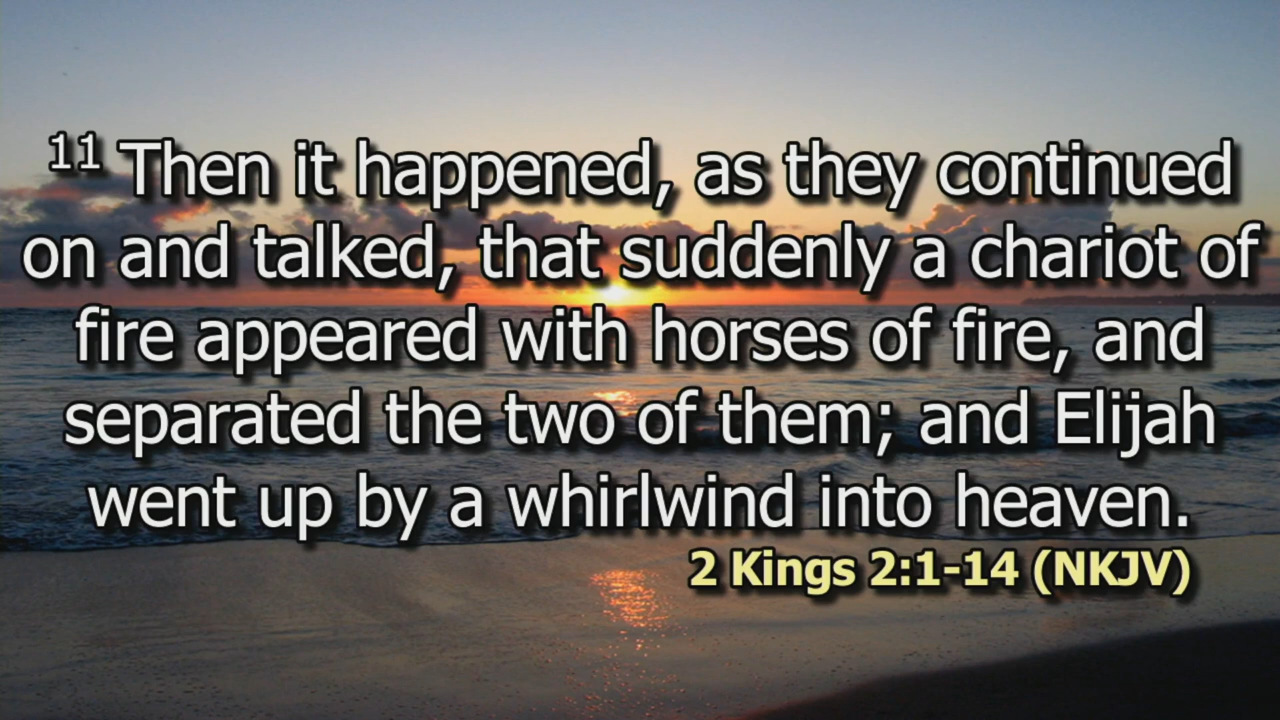 11 Then it happened, as they continued
on and talked, that suddenly a chariot of
fire appeared with horses of fire, and
separated the two of them; and Elijah
went up by a whirlwind into heaven.
2 Kings 2:1-14 (NKJV)